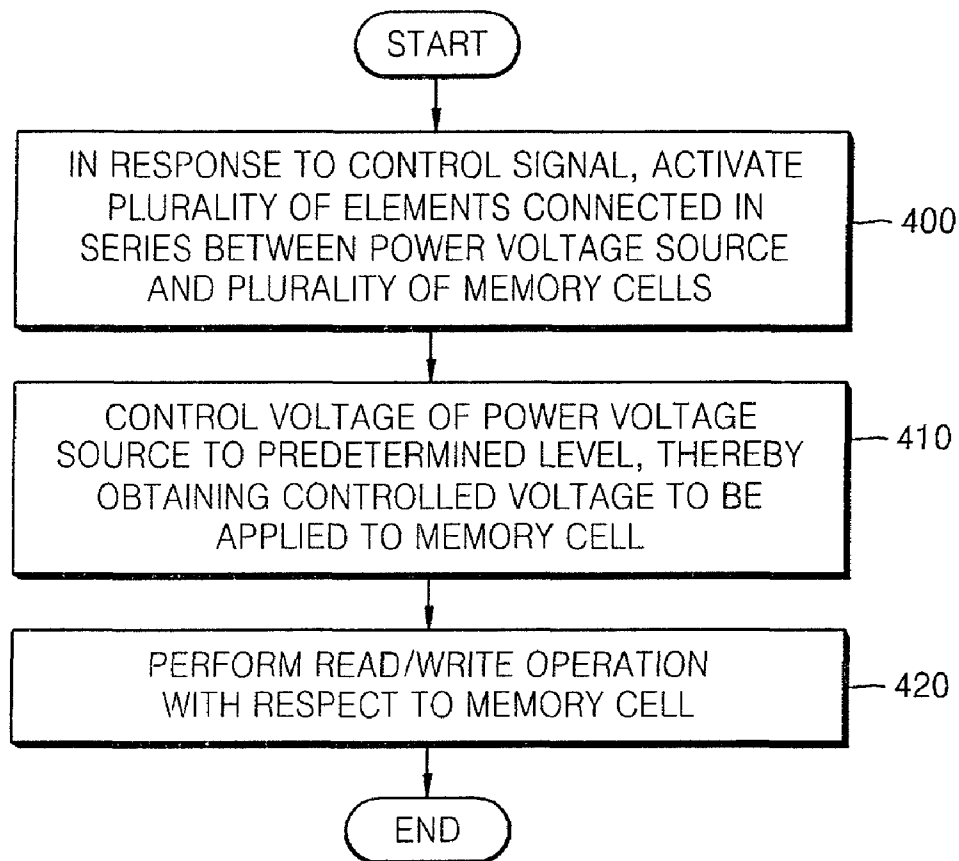 START
IN RESPONSE TO CONTROL SIGNAL, ACTIVATE
PLURALITY OF ELEMENTS CONNECTED IN
SERIES BETWEEN POWER VOLTAGE SOURCE
AND PLURALITY OF MEMORY CELLS
400
CONTROL VOLTAGE OF POWER VOLTAGE
SOURCE TO PREDETERMINED LEVEL, THEREBY
OBTAINING CONTROLLED VOLTAGE TO BE
APPLIED TO MEMORY CELL
410
PERFORM READ/WRITE OPERATION
WITH RESPECT TO MEMORY CELL
420
END